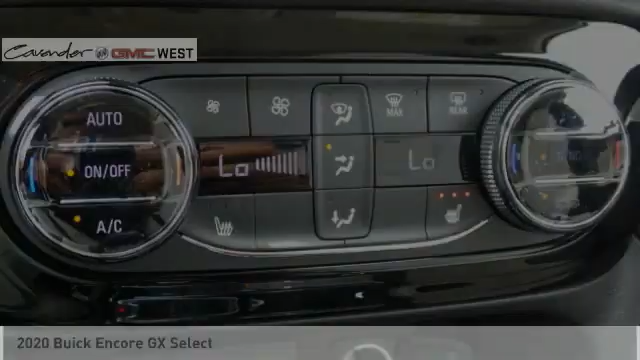 Cavender GMC WEST
AUTO
ON/OFF
A/C
Lo
MAX
REAR
Lo
2020 Buick Encore GX Select